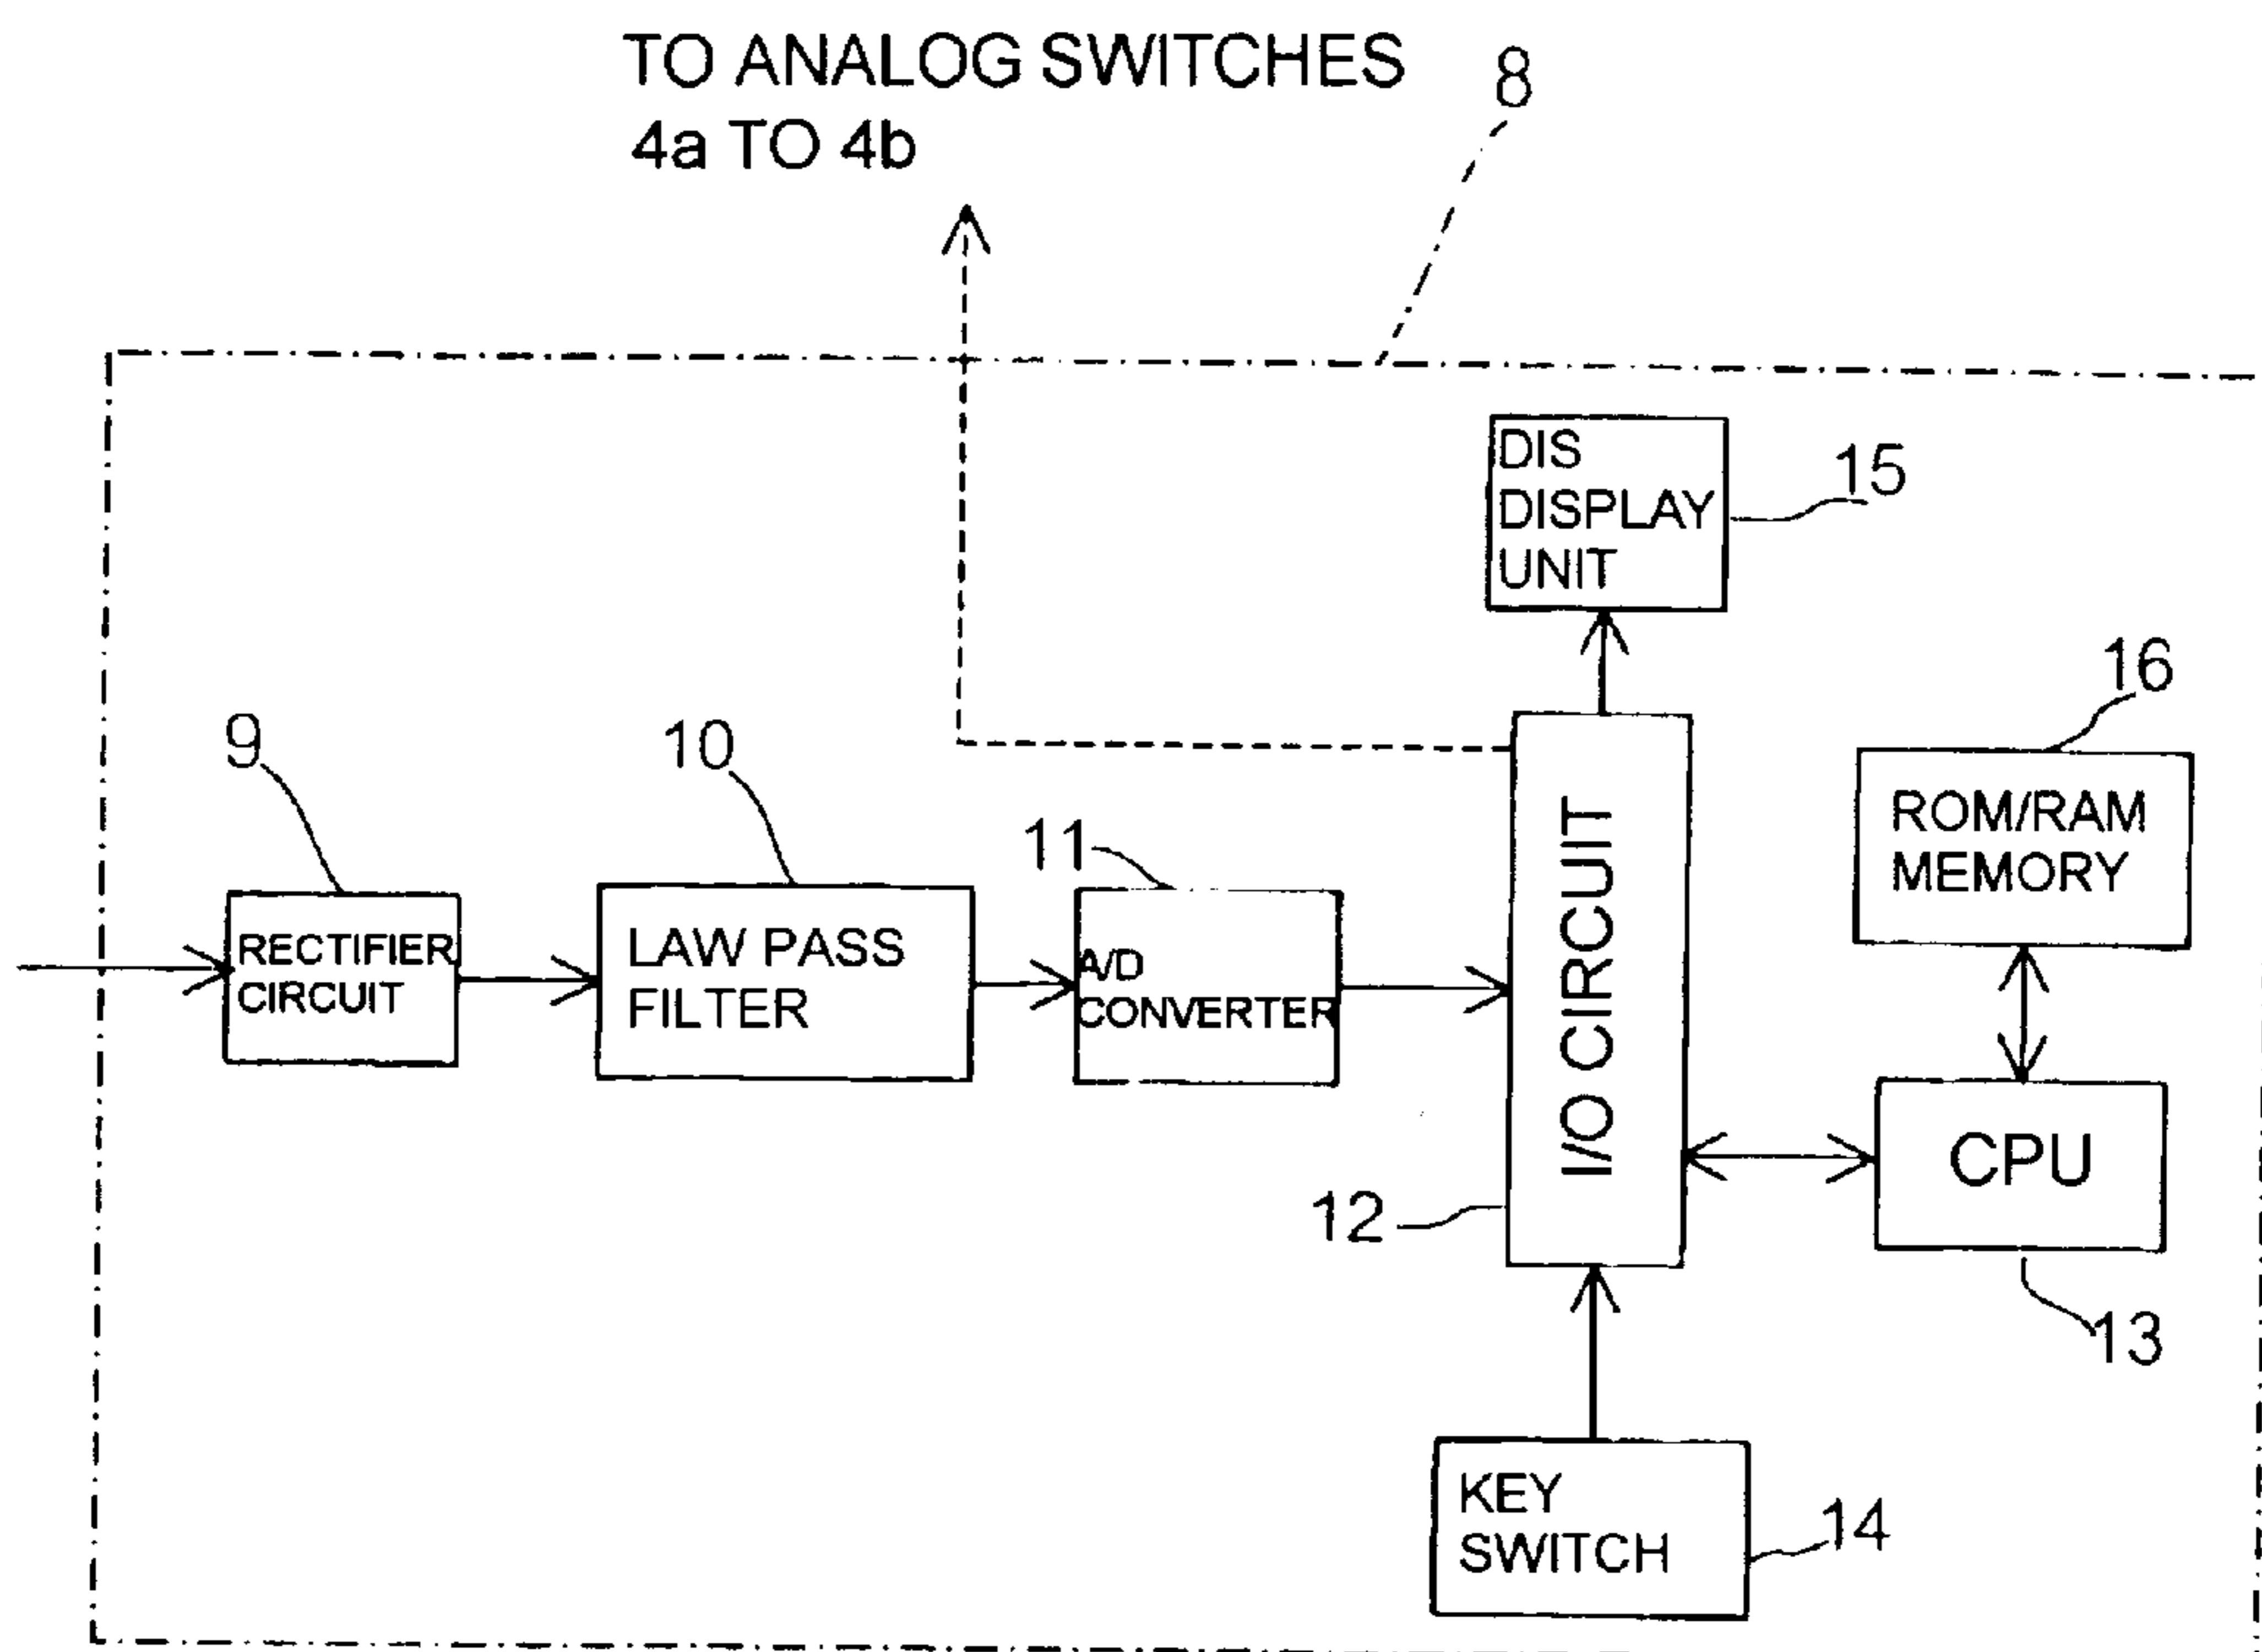 TO ANALOG SWITCHES
4a TO 4b
8
DIS
DISPLAY
UNIT
15
16
ROM/RAM
MEMORY
9
10
11
RECTIFIER
CIRCUIT
LAW PASS
FILTER
A/D
CONVERTER
I/O CIRCUIT
12
CPU
13
KEY
SWITCH
14